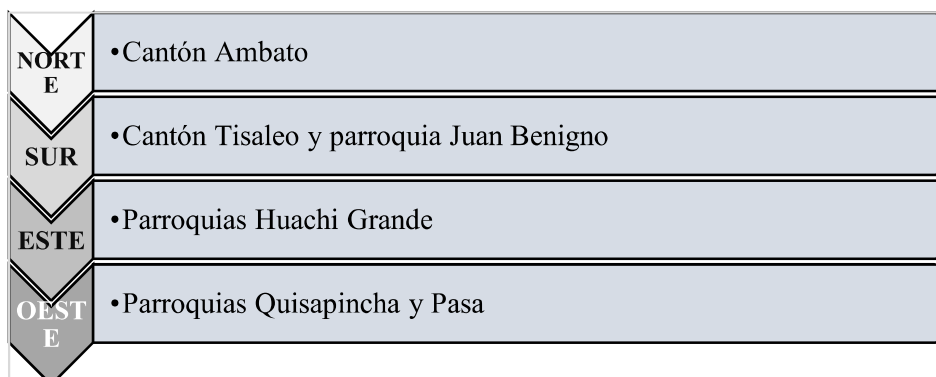 NORT
E
•Cantón Ambato
SUR
•Cantón Tisaleo y parroquia Juan Benigno
ESTE
•Parroquias Huachi Grande
OEST
E
•Parroquias Quisapincha y Pasa